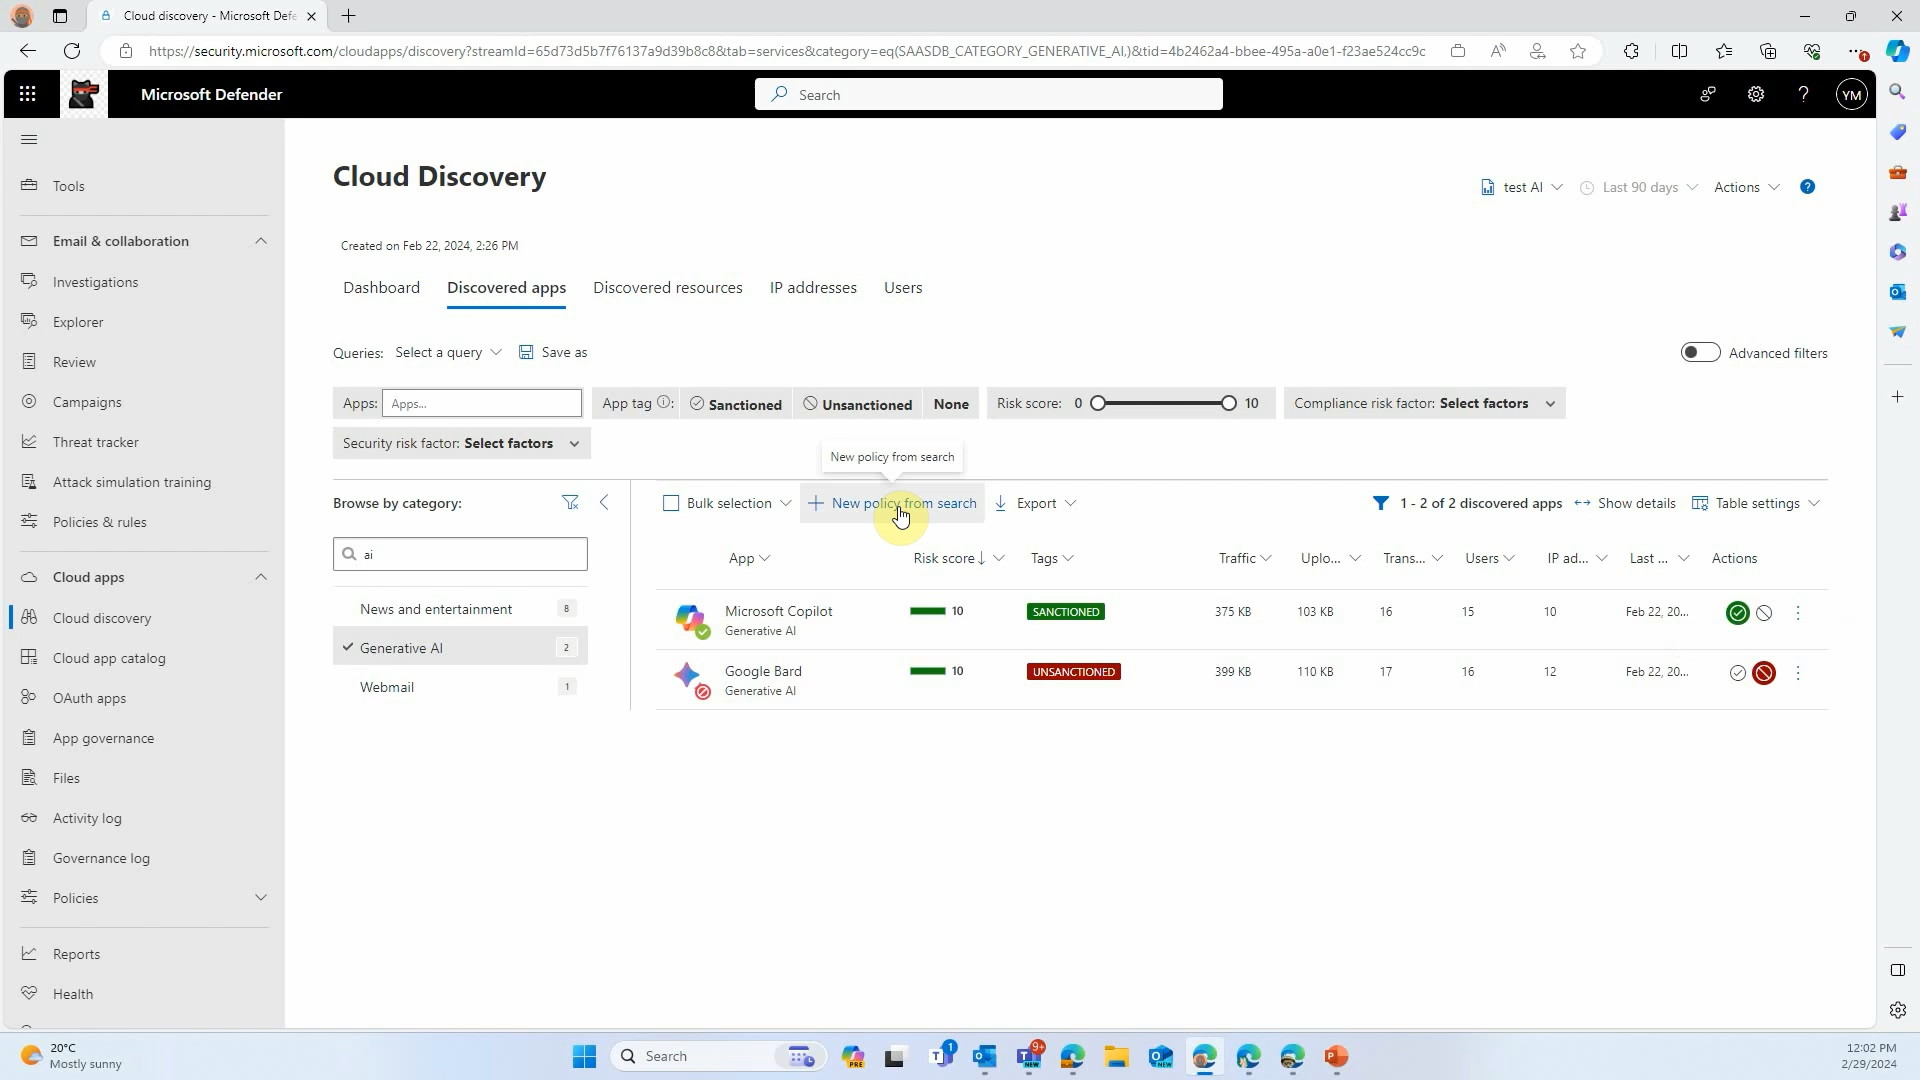 Cloud discovery - Microsoft Defe
https://security.microsoft.com/cloudapps/discovery?streamId=65d73d5b7f76137a9d39b8c8&tab=services&category=eq(SAASDB_CATEGORY_GENERATIVE_AI,)&tid=4b2462a4-bbee-495a-a0e1-f23ae524cc9c
Microsoft Defender
Search
YM
Tools
Email & collaboration
Investigations
Explorer
Review
Campaigns
Threat tracker
Attack simulation training
Policies & rules
Cloud apps
Cloud discovery
Cloud app catalog
OAuth apps
App governance
Files
Activity log
Governance log
Policies
Reports
Health
Cloud Discovery
test AI Last 90 days Actions ?
Created on Feb 22, 2024, 2:26 PM
Dashboard Discovered apps Discovered resources IP addresses Users
Queries: Select a query Save as Advanced filters
Apps: Apps... App tag : Sanctioned Unsanctioned None Risk score: 0 10 Compliance risk factor: Select factors
Security risk factor: Select factors
New policy from search
Browse by category:
ai
News and entertainment 8
Generative AI 2
Webmail 1
Bulk selection New policy from search Export 1 - 2 of 2 discovered apps Show details Table settings
App Risk score Tags Traffic Uplo... Trans... Users IP ad... Last ... Actions
Microsoft Copilot 10 SANCTIONED 375 KB 103 KB 16 15 10 Feb 22, 20...
Generative AI
Google Bard 10 UNSANCTIONED 399 KB 110 KB 17 16 12 Feb 22, 20...
Generative AI
20°C
Mostly sunny
Search
PRE
1
9+
NEW
NEW
12:02 PM
2/29/2024